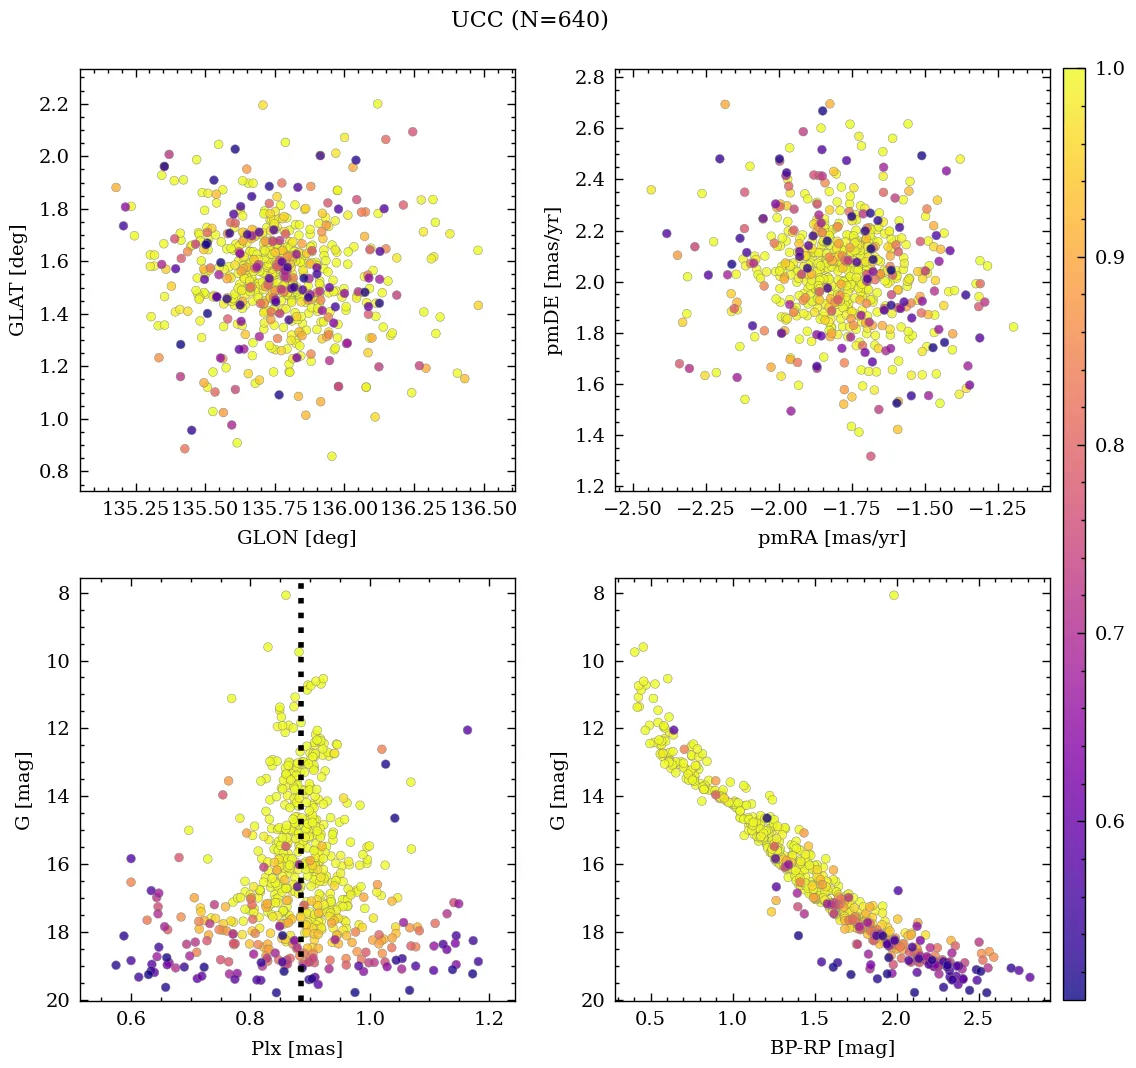 UCC (N=640)
2.2
2.0
1.8
1.6
1.4
1.2
1.0
0.8
GLAT [deg]
135.25 135.50 135.75 136.00 136.25 136.50
GLON [deg]
2.8
2.6
2.4
2.2
2.0
1.8
1.6
1.4
1.2
pmDE [mas/yr]
−2.50 −2.25 −2.00 −1.75 −1.50 −1.25
pmRA [mas/yr]
8
10
12
14
16
18
20
G [mag]
0.6 0.8 1.0 1.2
Plx [mas]
8
10
12
14
16
18
20
G [mag]
0.5 1.0 1.5 2.0 2.5
BP-RP [mag]
1.0
0.9
0.8
0.7
0.6